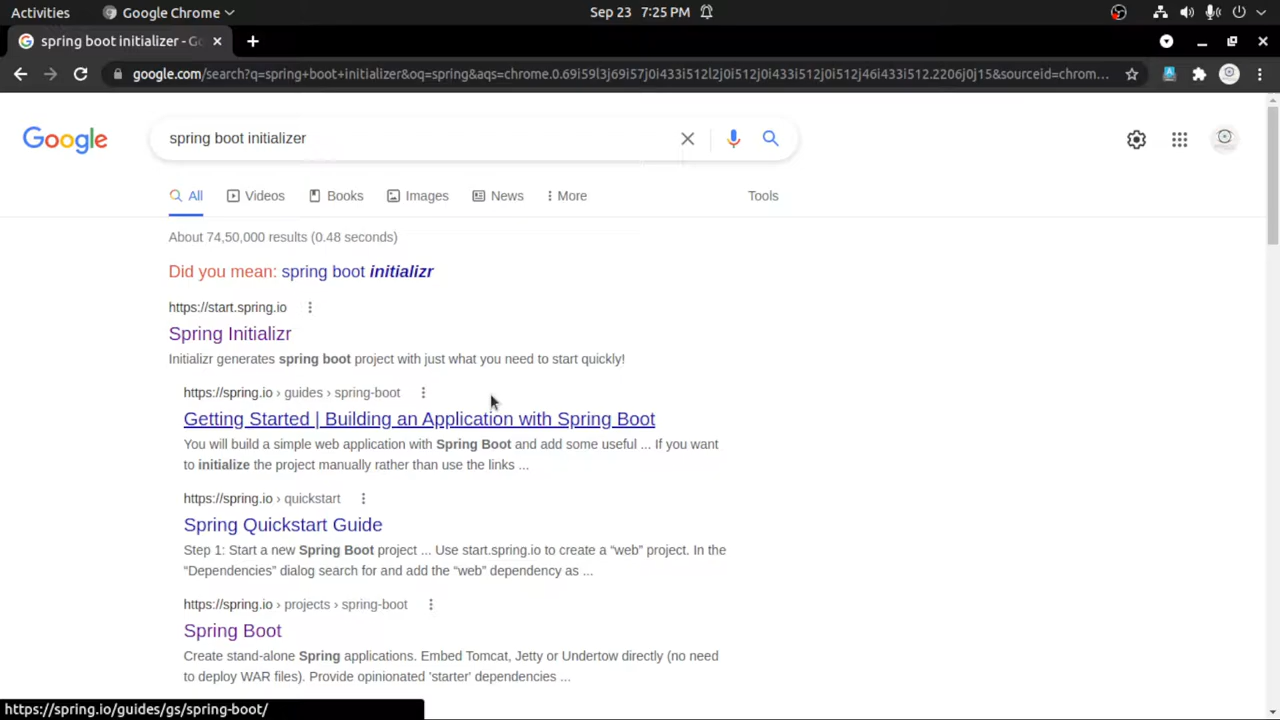 Activities
Google Chrome
Sep 23 7:25 PM
spring boot initializer - Go
google.com/search?q=spring+boot+initializer&oq=spring&aqs=chrome.0.69i59l3j69i57j0i433i512l2j0i512j0i433i512j0i512j46i433i512.2206j0j15&sourceid=chrom...
Google
spring boot initializer
All
Videos
Books
Images
News
More
Tools
About 74,50,000 results (0.48 seconds)
Did you mean: spring boot initializr
https://start.spring.io
Spring Initializr
Initializr generates spring boot project with just what you need to start quickly!
https://spring.io › guides › spring-boot
Getting Started | Building an Application with Spring Boot
You will build a simple web application with Spring Boot and add some useful ... If you want
to initialize the project manually rather than use the links ...
https://spring.io › quickstart
Spring Quickstart Guide
Step 1: Start a new Spring Boot project ... Use start.spring.io to create a “web” project. In the
“Dependencies” dialog search for and add the “web” dependency as ...
https://spring.io › projects › spring-boot
Spring Boot
Create stand-alone Spring applications. Embed Tomcat, Jetty or Undertow directly (no need
to deploy WAR files). Provide opinionated 'starter' dependencies ...
https://spring.io/guides/gs/spring-boot/